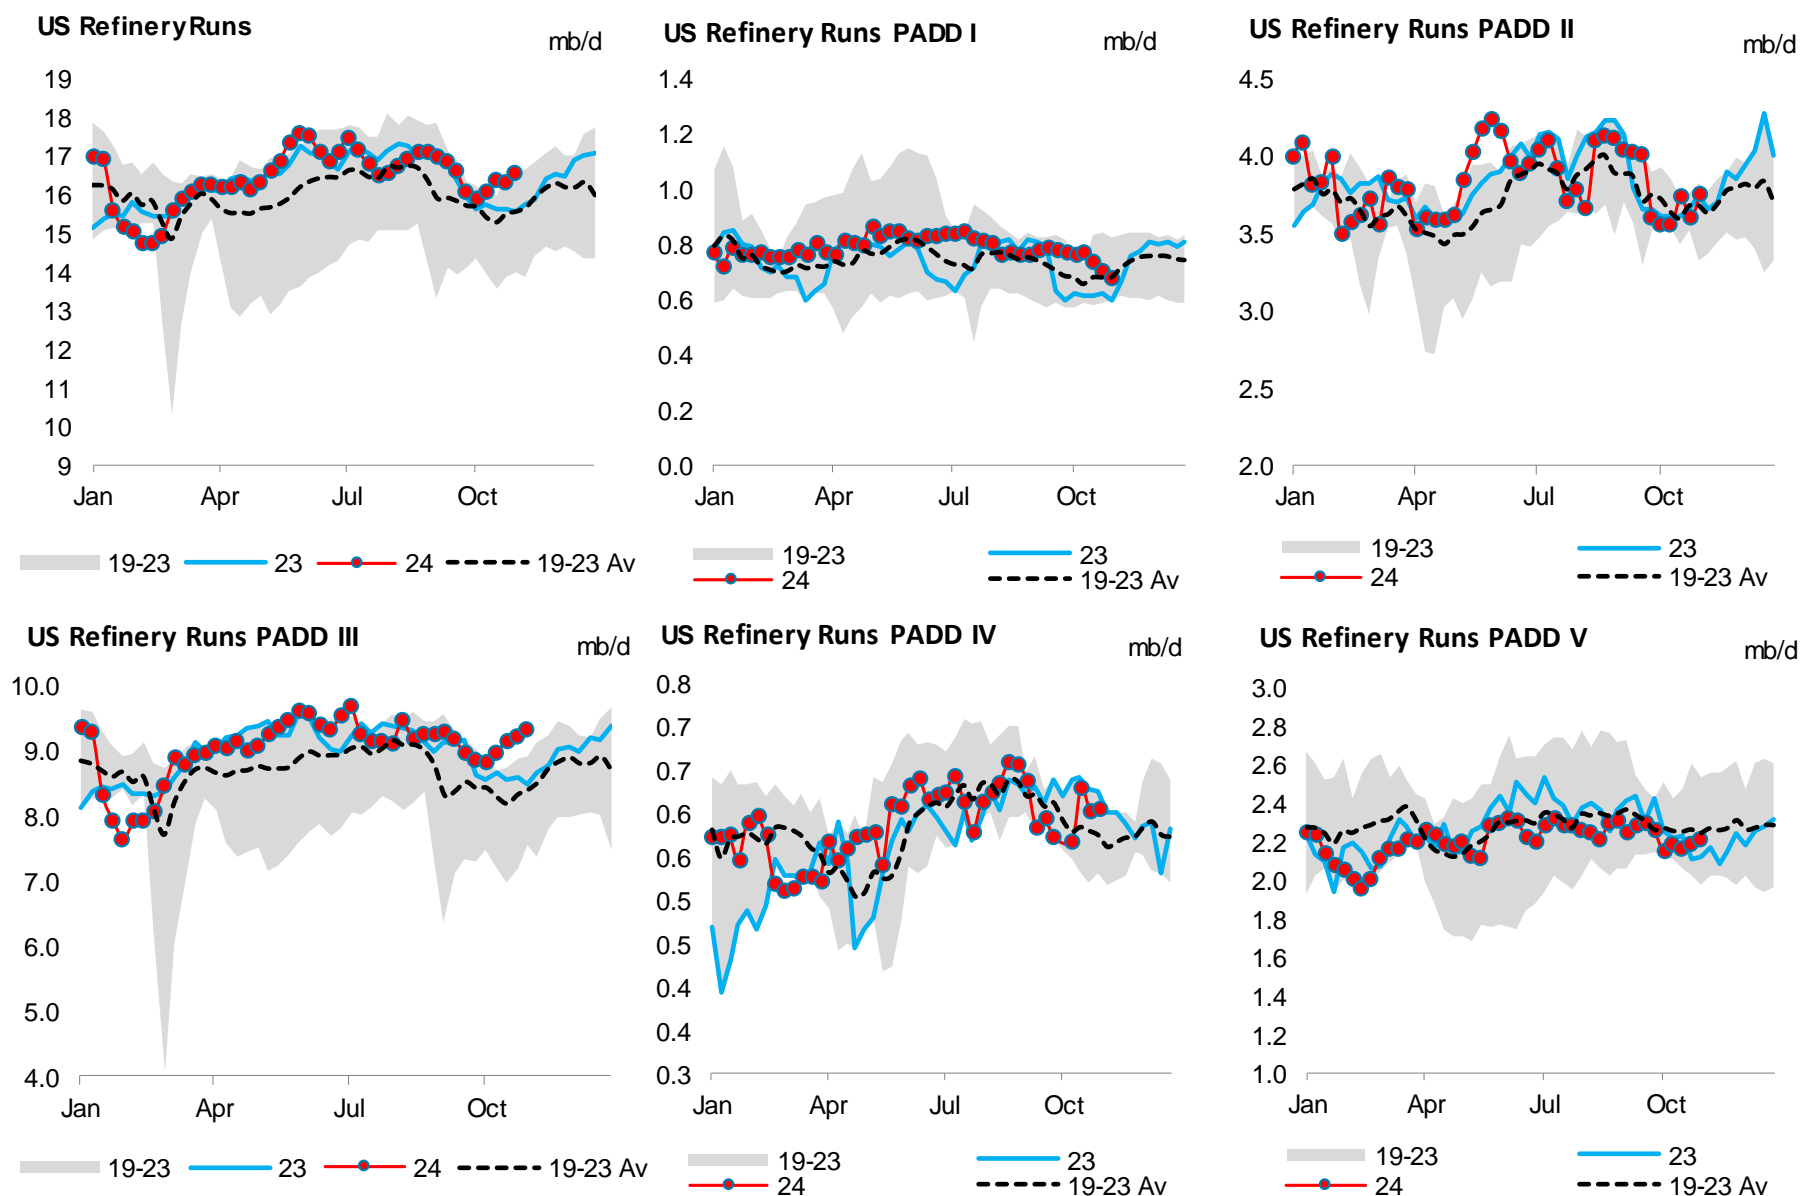 US Refinery Runs
mb/d
19
18
17
16
15
14
13
12
11
10
9
Jan Apr Jul Oct
19-23 23 24 19-23 Av
US Refinery Runs PADD I
mb/d
1.4
1.2
1.0
0.8
0.6
0.4
0.2
0.0
Jan Apr Jul Oct
19-23 23
24 19-23 Av
US Refinery Runs PADD II
mb/d
4.5
4.0
3.5
3.0
2.5
2.0
Jan Apr Jul Oct
19-23 23
24 19-23 Av
US Refinery Runs PADD III
mb/d
10.0
9.0
8.0
7.0
6.0
5.0
4.0
Jan Apr Jul Oct
19-23 23 24 19-23 Av
US Refinery Runs PADD IV
mb/d
0.8
0.7
0.7
0.6
0.6
0.5
0.5
0.4
0.4
0.3
Jan Apr Jul Oct
19-23 23
24 19-23 Av
US Refinery Runs PADD V
mb/d
3.0
2.8
2.6
2.4
2.2
2.0
1.8
1.6
1.4
1.2
1.0
Jan Apr Jul Oct
19-23 23
24 19-23 Av